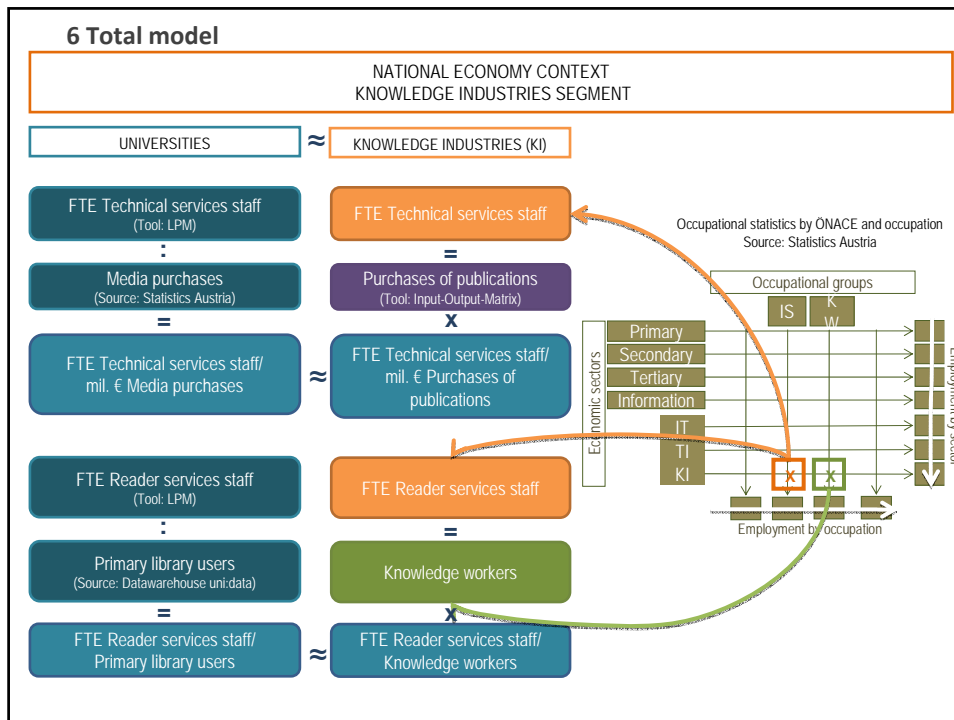 6 Total model
NATIONAL ECONOMY CONTEXT
KNOWLEDGE INDUSTRIES SEGMENT
UNIVERSITIES
≈
KNOWLEDGE INDUSTRIES (KI)
FTE Technical services staff
(Tool: LPM)
:
Media purchases
(Source: Statistics Austria)
=
FTE Technical services staff/
mil. € Media purchases
≈
FTE Technical services staff
=
Purchases of publications
(Tool: Input-Output-Matrix)
x
FTE Technical services staff/
mil. € Purchases of
publications
FTE Reader services staff
(Tool: LPM)
:
Primary library users
(Source: Datawarehouse uni:data)
=
FTE Reader services staff/
Primary library users
≈
FTE Reader services staff
=
Knowledge workers
x
FTE Reader services staff/
Knowledge workers
Occupational statistics by ÖNACE and occupation
Source: Statistics Austria
Occupational groups
IS
K
W
Economic sectors
Primary
Secondary
Tertiary
Information
IT
TI
KI
X
X
Employment by sector
Employment by occupation